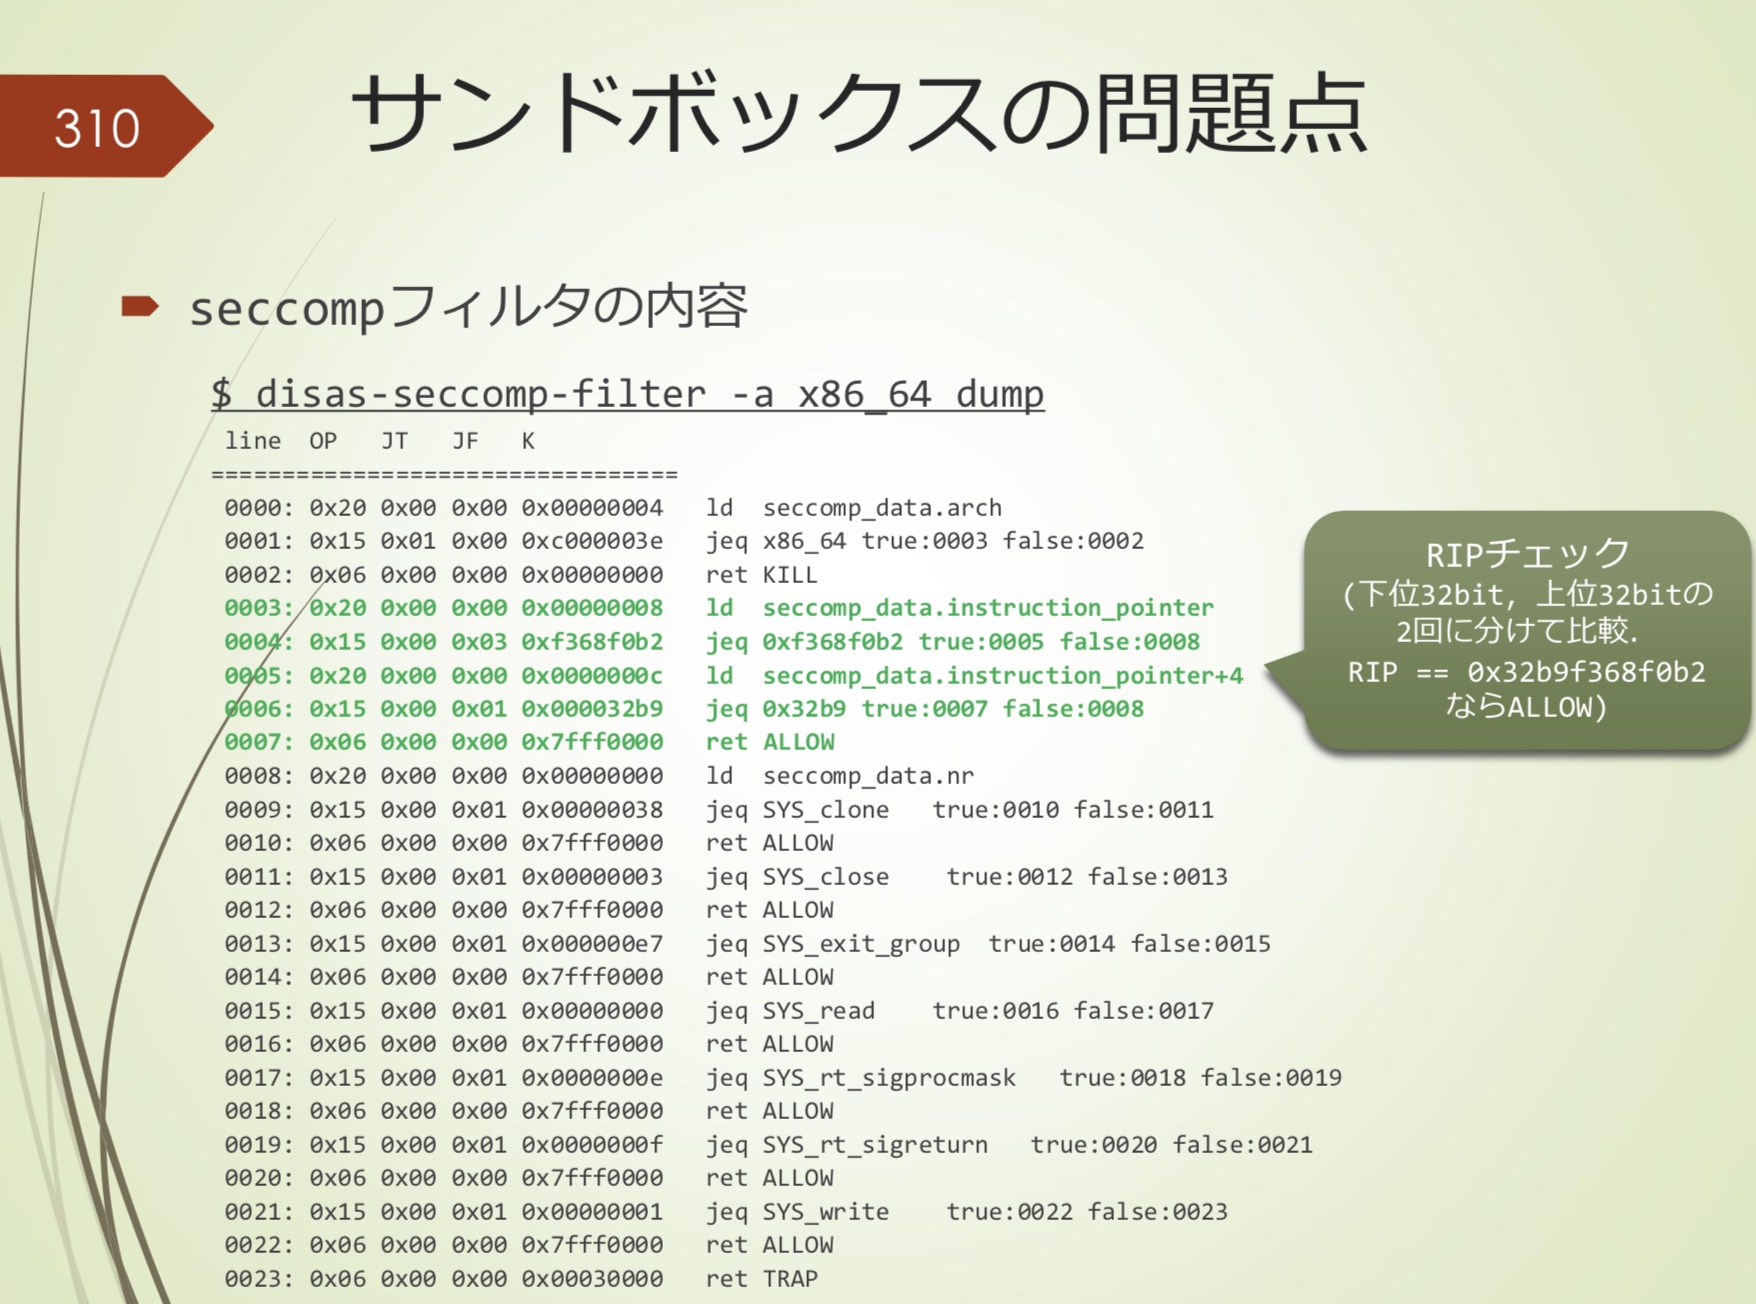 310
サンドボックスの問題点
seccompフィルタの内容
$ disas-seccomp-filter -a x86_64 dump
line OP JT JF K
=================================
0000: 0x20 0x00 0x00 0x00000004 ld seccomp_data.arch
0001: 0x15 0x01 0x00 0xc000003e jeq x86_64 true:0003 false:0002
0002: 0x06 0x00 0x00 0x00000000 ret KILL
0003: 0x20 0x00 0x00 0x00000008 ld seccomp_data.instruction_pointer
0004: 0x15 0x00 0x03 0xf368f0b2 jeq 0xf368f0b2 true:0005 false:0008
0005: 0x20 0x00 0x00 0x0000000c ld seccomp_data.instruction_pointer+4
0006: 0x15 0x00 0x01 0x000032b9 jeq 0x32b9 true:0007 false:0008
0007: 0x06 0x00 0x00 0x7fff0000 ret ALLOW
0008: 0x20 0x00 0x00 0x00000000 ld seccomp_data.nr
0009: 0x15 0x00 0x01 0x00000038 jeq SYS_clone true:0010 false:0011
0010: 0x06 0x00 0x00 0x7fff0000 ret ALLOW
0011: 0x15 0x00 0x01 0x00000003 jeq SYS_close true:0012 false:0013
0012: 0x06 0x00 0x00 0x7fff0000 ret ALLOW
0013: 0x15 0x00 0x01 0x000000e7 jeq SYS_exit_group true:0014 false:0015
0014: 0x06 0x00 0x00 0x7fff0000 ret ALLOW
0015: 0x15 0x00 0x01 0x00000000 jeq SYS_read true:0016 false:0017
0016: 0x06 0x00 0x00 0x7fff0000 ret ALLOW
0017: 0x15 0x00 0x01 0x0000000e jeq SYS_rt_sigprocmask true:0018 false:0019
0018: 0x06 0x00 0x00 0x7fff0000 ret ALLOW
0019: 0x15 0x00 0x01 0x0000000f jeq SYS_rt_sigreturn true:0020 false:0021
0020: 0x06 0x00 0x00 0x7fff0000 ret ALLOW
0021: 0x15 0x00 0x01 0x00000001 jeq SYS_write true:0022 false:0023
0022: 0x06 0x00 0x00 0x7fff0000 ret ALLOW
0023: 0x06 0x00 0x00 0x00030000 ret TRAP
RIPチェック
(下位32bit, 上位32bitの
2回に分けて比較.
RIP == 0x32b9f368f0b2
ならALLOW)